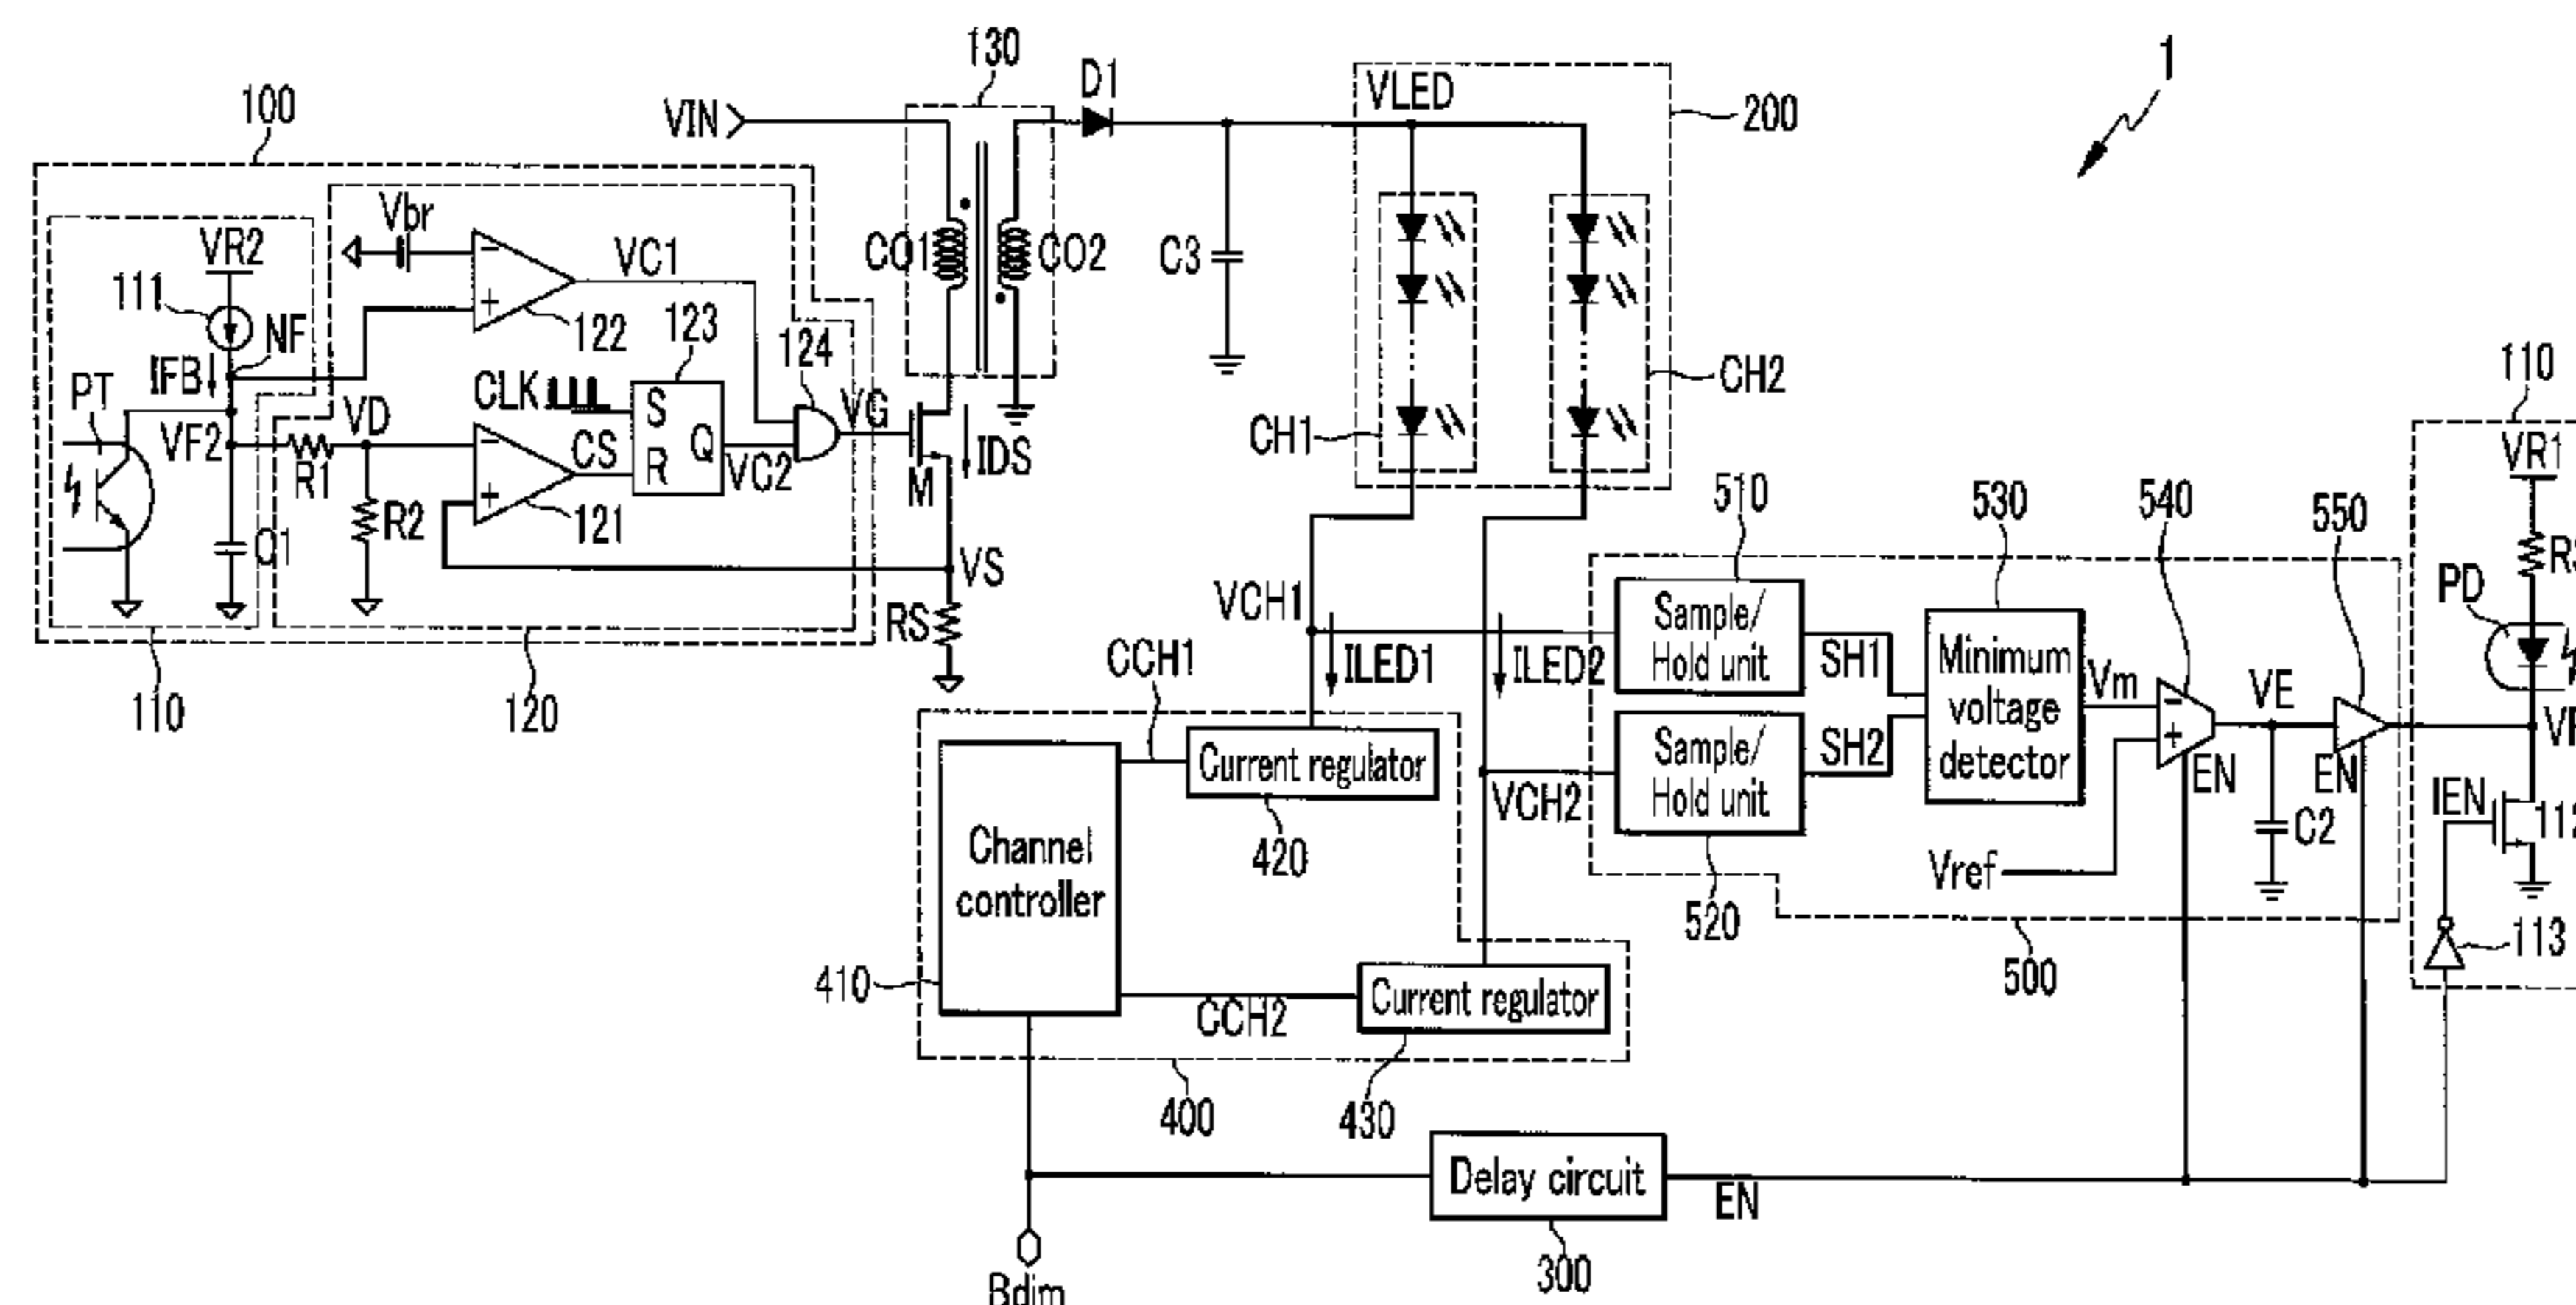 1
130
D1
100
VIN
VLED
200
Vbr
VR2
VC1
CO1
CO2
C3
111
NF
122
123
124
CH2
110
IFB
PT
CLK
S
VG
VR1
VD
CS
Q
CH1
VF2
R
VC2
M
IDS
510
530
540
550
R1
R2
121
C1
VS
VCH1
Sample/
Hold unit
PD
RS
CCH1
ILED1
ILED2
SH1
Minimum
voltage
detector
Vm
VE
110
120
Current regulator
Sample/
Hold unit
SH2
VCH2
EN
EN
IEN
C2
Channel
controller
420
Vref
520
113
410
CCH2
Current regulator
500
400
430
Delay circuit
EN
300
Bdim